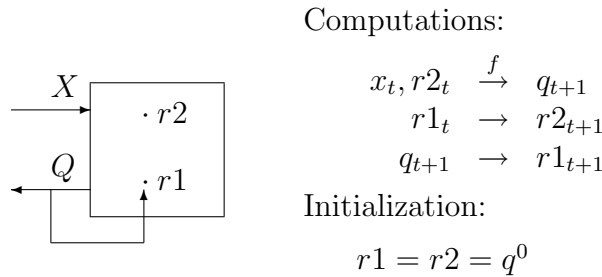 X
· r2
Q
· r1
Computations:
x_t, r2_t →^f q_{t+1}
r1_t → r2_{t+1}
q_{t+1} → r1_{t+1}
Initialization:
r1 = r2 = q^0